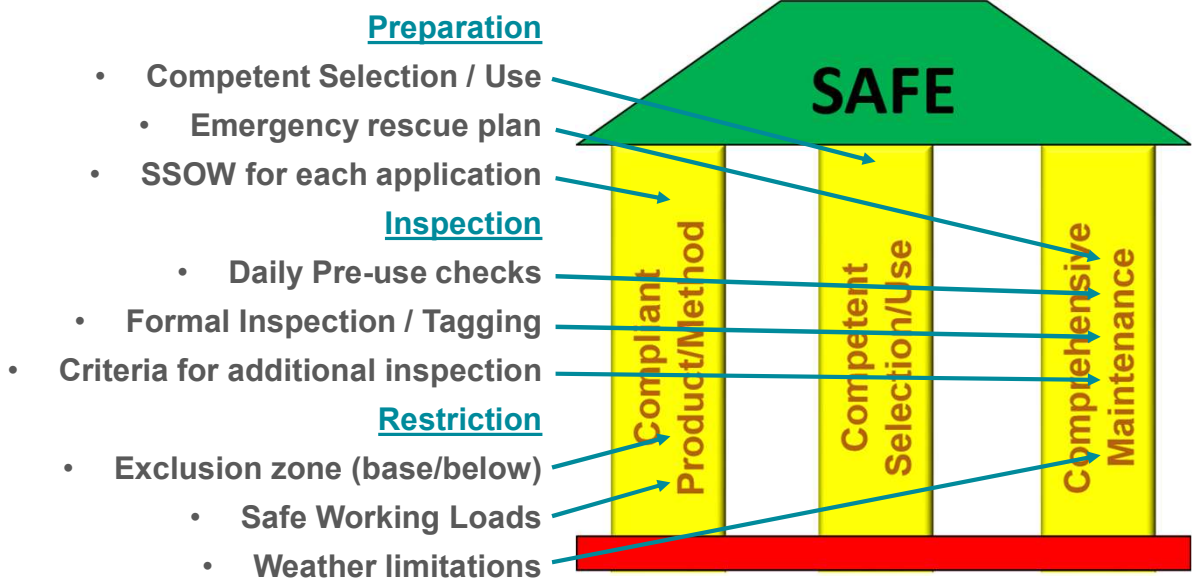 Preparation
• Competent Selection / Use
• Emergency rescue plan
• SSOW for each application
Inspection
• Daily Pre-use checks
• Formal Inspection / Tagging
• Criteria for additional inspection
Restriction
• Exclusion zone (base/below)
• Safe Working Loads
• Weather limitations
SAFE
Compliant
Product/Method
Competent
Selection/Use
Comprehensive
Maintenance